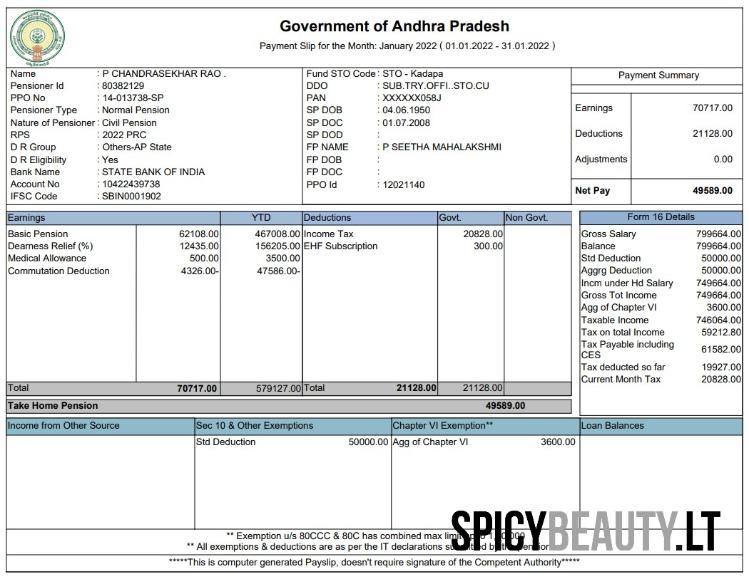 Government of Andhra Pradesh
Payment Slip for the Month: January 2022 ( 01.01.2022 - 31.01.2022 )
Name : P CHANDRASEKHAR RAO .
Pensioner Id : 80382129
PPO No : 14-013738-SP
Pensioner Type : Normal Pension
Nature of Pensioner : Civil Pension
RPS : 2022 PRC
D R Group : Others-AP State
D R Eligibility : Yes
Bank Name : STATE BANK OF INDIA
Account No : 10422439738
IFSC Code : SBIN0001902
Fund STO Code : STO - Kadapa
DDO : SUB.TRY.OFFI..STO.CU
PAN : XXXXXX058J
SP DOB : 04.06.1950
SP DOC : 01.07.2008
SP DOD :
FP NAME : P SEETHA MAHALAKSHMI
FP DOB :
FP DOC :
PPO Id : 12021140
Payment Summary
Earnings 70717.00
Deductions 21128.00
Adjustments 0.00
Net Pay 49589.00
Earnings YTD Deductions Govt. Non Govt.
Basic Pension 62108.00 467008.00 Income Tax 20828.00
Dearness Relief (%) 12435.00 156205.00 EHF Subscription 300.00
Medical Allowance 500.00 3500.00
Commutation Deduction 4326.00- 47586.00-
Total 70717.00 579127.00 Total 21128.00 21128.00
Take Home Pension 49589.00
Form 16 Details
Gross Salary 799664.00
Balance 799664.00
Std Deduction 50000.00
Aggrg Deduction 50000.00
Incm under Hd Salary 749664.00
Gross Tot Income 749664.00
Agg of Chapter VI 3600.00
Taxable Income 746064.00
Tax on total Income 59212.80
Tax Payable including CES 61582.00
Tax deducted so far 19927.00
Current Month Tax 20828.00
Income from Other Source Sec 10 & Other Exemptions Chapter VI Exemption** Loan Balances
Std Deduction 50000.00 Agg of Chapter VI 3600.00
** Exemption u/s 80CCC & 80C has combined max
** All exemptions & deductions are as per the IT declarations
*****This is computer generated Payslip, doesn't require signature of the Competent Authority*****
SPICYBEAUTY.LT